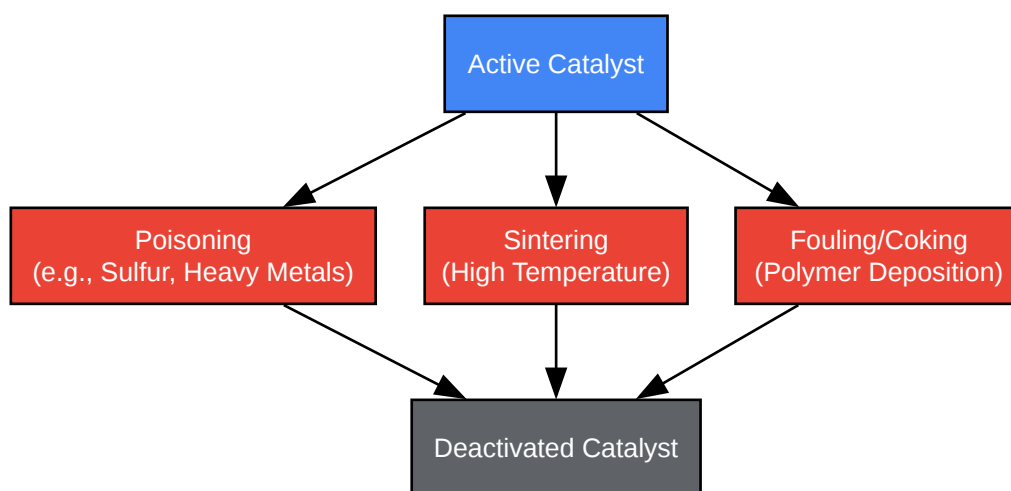 Active Catalyst
Poisoning
(e.g., Sulfur, Heavy Metals)
Sintering
(High Temperature)
Fouling/Coking
(Polymer Deposition)
Deactivated Catalyst